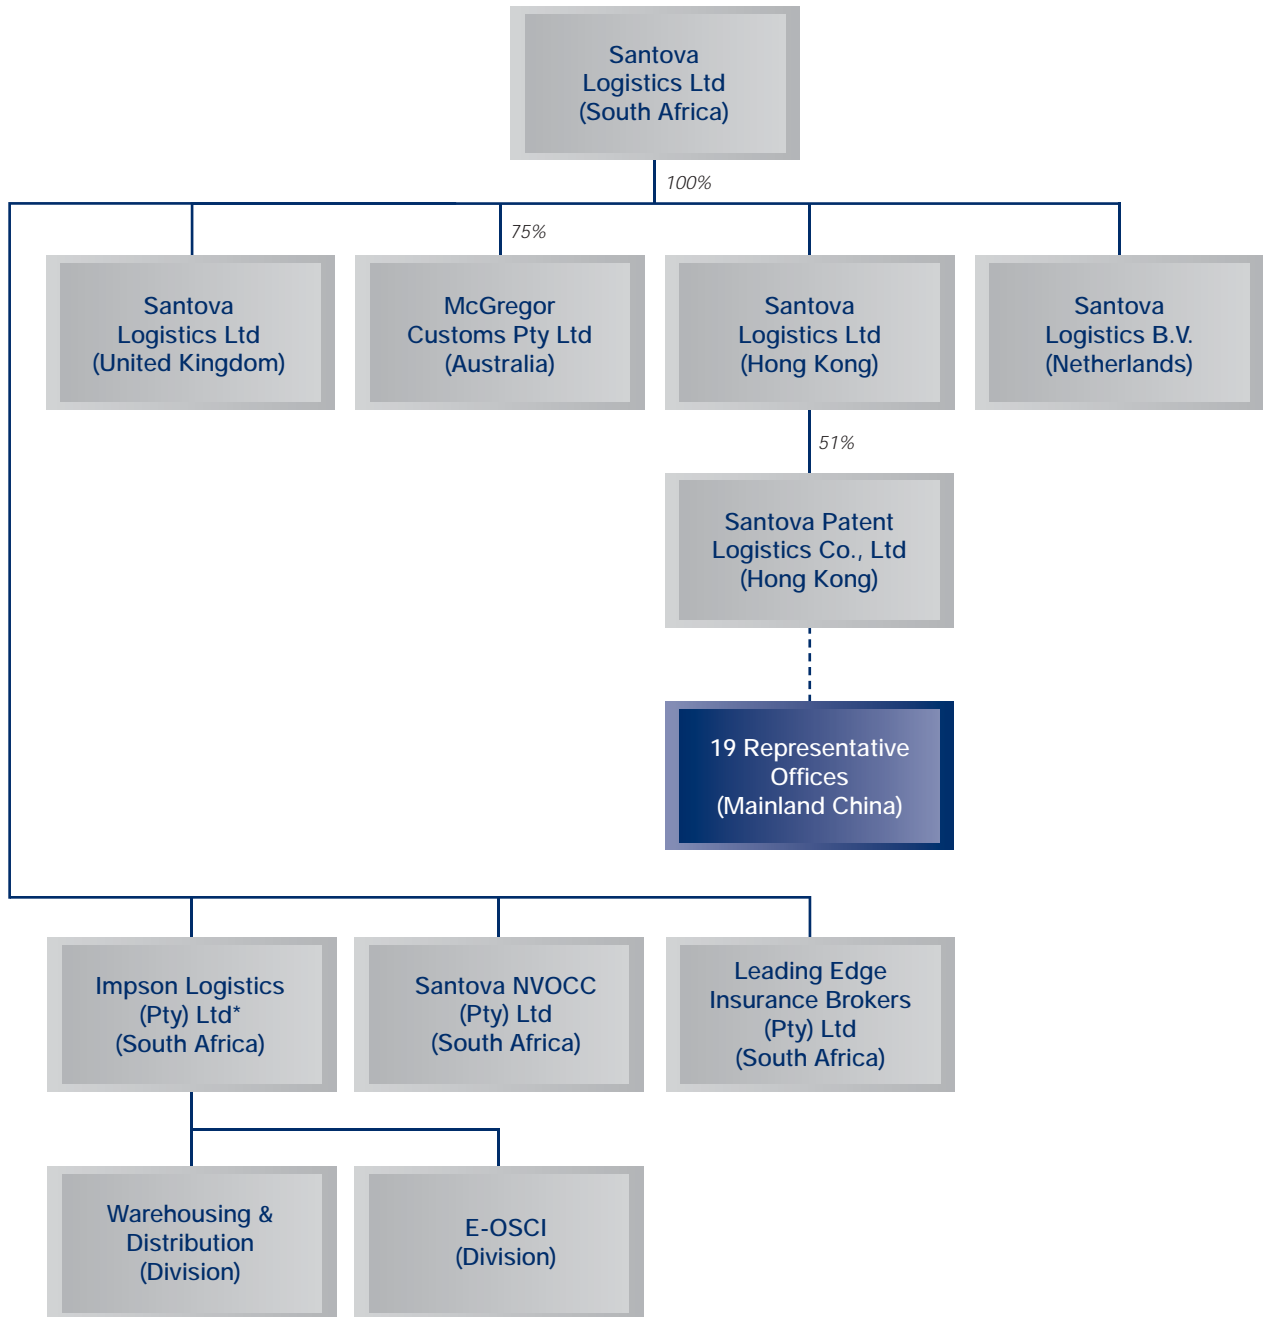 Santova
Logistics Ltd
(South Africa)
100%
75%
Santova
Logistics Ltd
(United Kingdom)
McGregor
Customs Pty Ltd
(Australia)
Santova
Logistics Ltd
(Hong Kong)
Santova
Logistics B.V.
(Netherlands)
51%
Santova Patent
Logistics Co., Ltd
(Hong Kong)
19 Representative
Offices
(Mainland China)
Impson Logistics
(Pty) Ltd*
(South Africa)
Santova NVOCC
(Pty) Ltd
(South Africa)
Leading Edge
Insurance Brokers
(Pty) Ltd
(South Africa)
Warehousing &
Distribution
(Division)
E-OSCI
(Division)